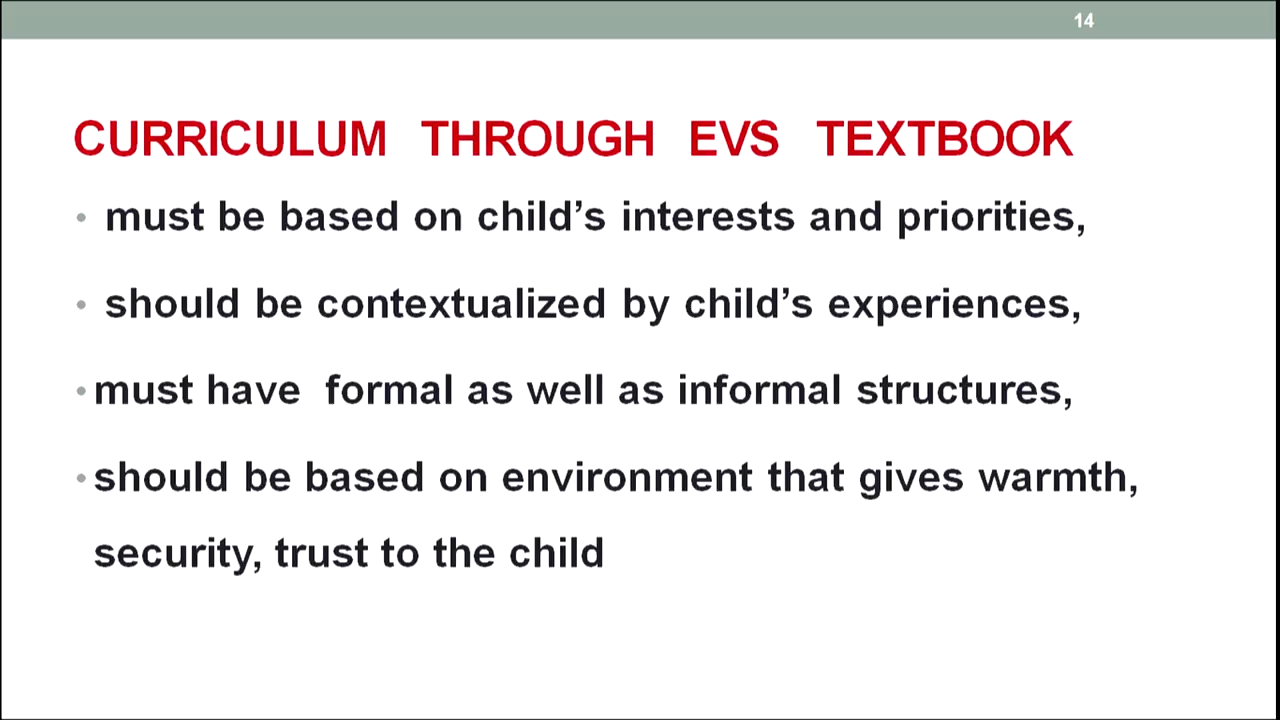 14
CURRICULUM THROUGH EVS TEXTBOOK
• must be based on child’s interests and priorities,
• should be contextualized by child’s experiences,
• must have formal as well as informal structures,
• should be based on environment that gives warmth,
security, trust to the child